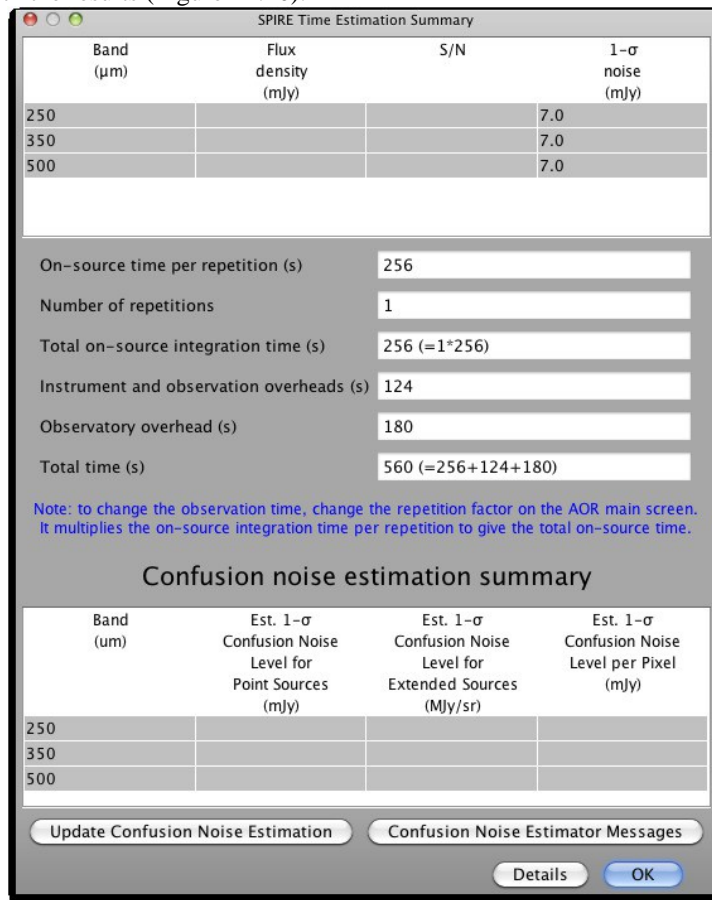 SPIRE Time Estimation Summary
Band Flux S/N 1-σ
(μm) density noise
(mJy) (mJy)
250 7.0
350 7.0
500 7.0
On-source time per repetition (s) 256
Number of repetitions 1
Total on-source integration time (s) 256 (=1*256)
Instrument and observation overheads (s) 124
Observatory overhead (s) 180
Total time (s) 560 (=256+124+180)
Note: to change the observation time, change the repetition factor on the AOR main screen.
It multiplies the on-source integration time per repetition to give the total on-source time.
Confusion noise estimation summary
Band Est. 1-σ Est. 1-σ Est. 1-σ
(um) Confusion Noise Confusion Noise Confusion Noise
Level for Level for Level per Pixel
Point Sources Extended Sources (mJy)
(mJy) (MJy/sr)
250
350
500
Update Confusion Noise Estimation Confusion Noise Estimator Messages
Details OK